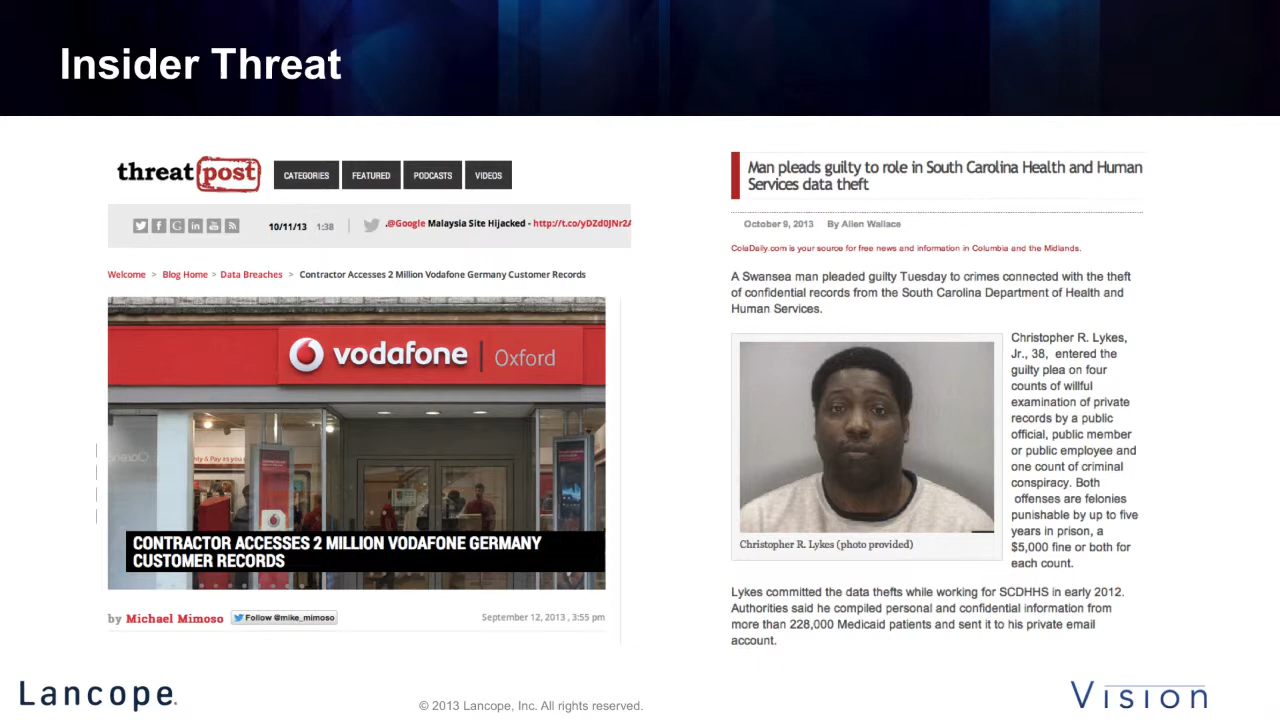 Insider Threat
threatpost
CATEGORIES FEATURED PODCASTS VIDEOS
10/11/13 1:38 | .@Google Malaysia Site Hijacked - http://t.co/yDZd0JNr2
Welcome > Blog Home > Data Breaches > Contractor Accesses 2 Million Vodafone Germany Customer Records
vodafone | Oxford
CONTRACTOR ACCESSES 2 MILLION VODAFONE GERMANY
CUSTOMER RECORDS
by Michael Mimoso Follow @mike_mimoso September 12, 2013 , 3:55 pm
Man pleads guilty to role in South Carolina Health and Human
Services data theft
October 9, 2013 By Allen Wallace
ColaDaily.com is your source for free news and information in Columbia and the Midlands.
A Swansea man pleaded guilty Tuesday to crimes connected with the theft
of confidential records from the South Carolina Department of Health and
Human Services.
Christopher R. Lykes,
Jr., 38, entered the
guilty plea on four
counts of willful
examination of private
records by a public
official, public member
or public employee and
one count of criminal
conspiracy. Both
offenses are felonies
punishable by up to five
years in prison, a
$5,000 fine or both for
each count.
Christopher R. Lykes (photo provided)
Lykes committed the data thefts while working for SCDHHS in early 2012.
Authorities said he compiled personal and confidential information from
more than 228,000 Medicaid patients and sent it to his private email
account.
Lancope.
© 2013 Lancope, Inc. All rights reserved.
Vision